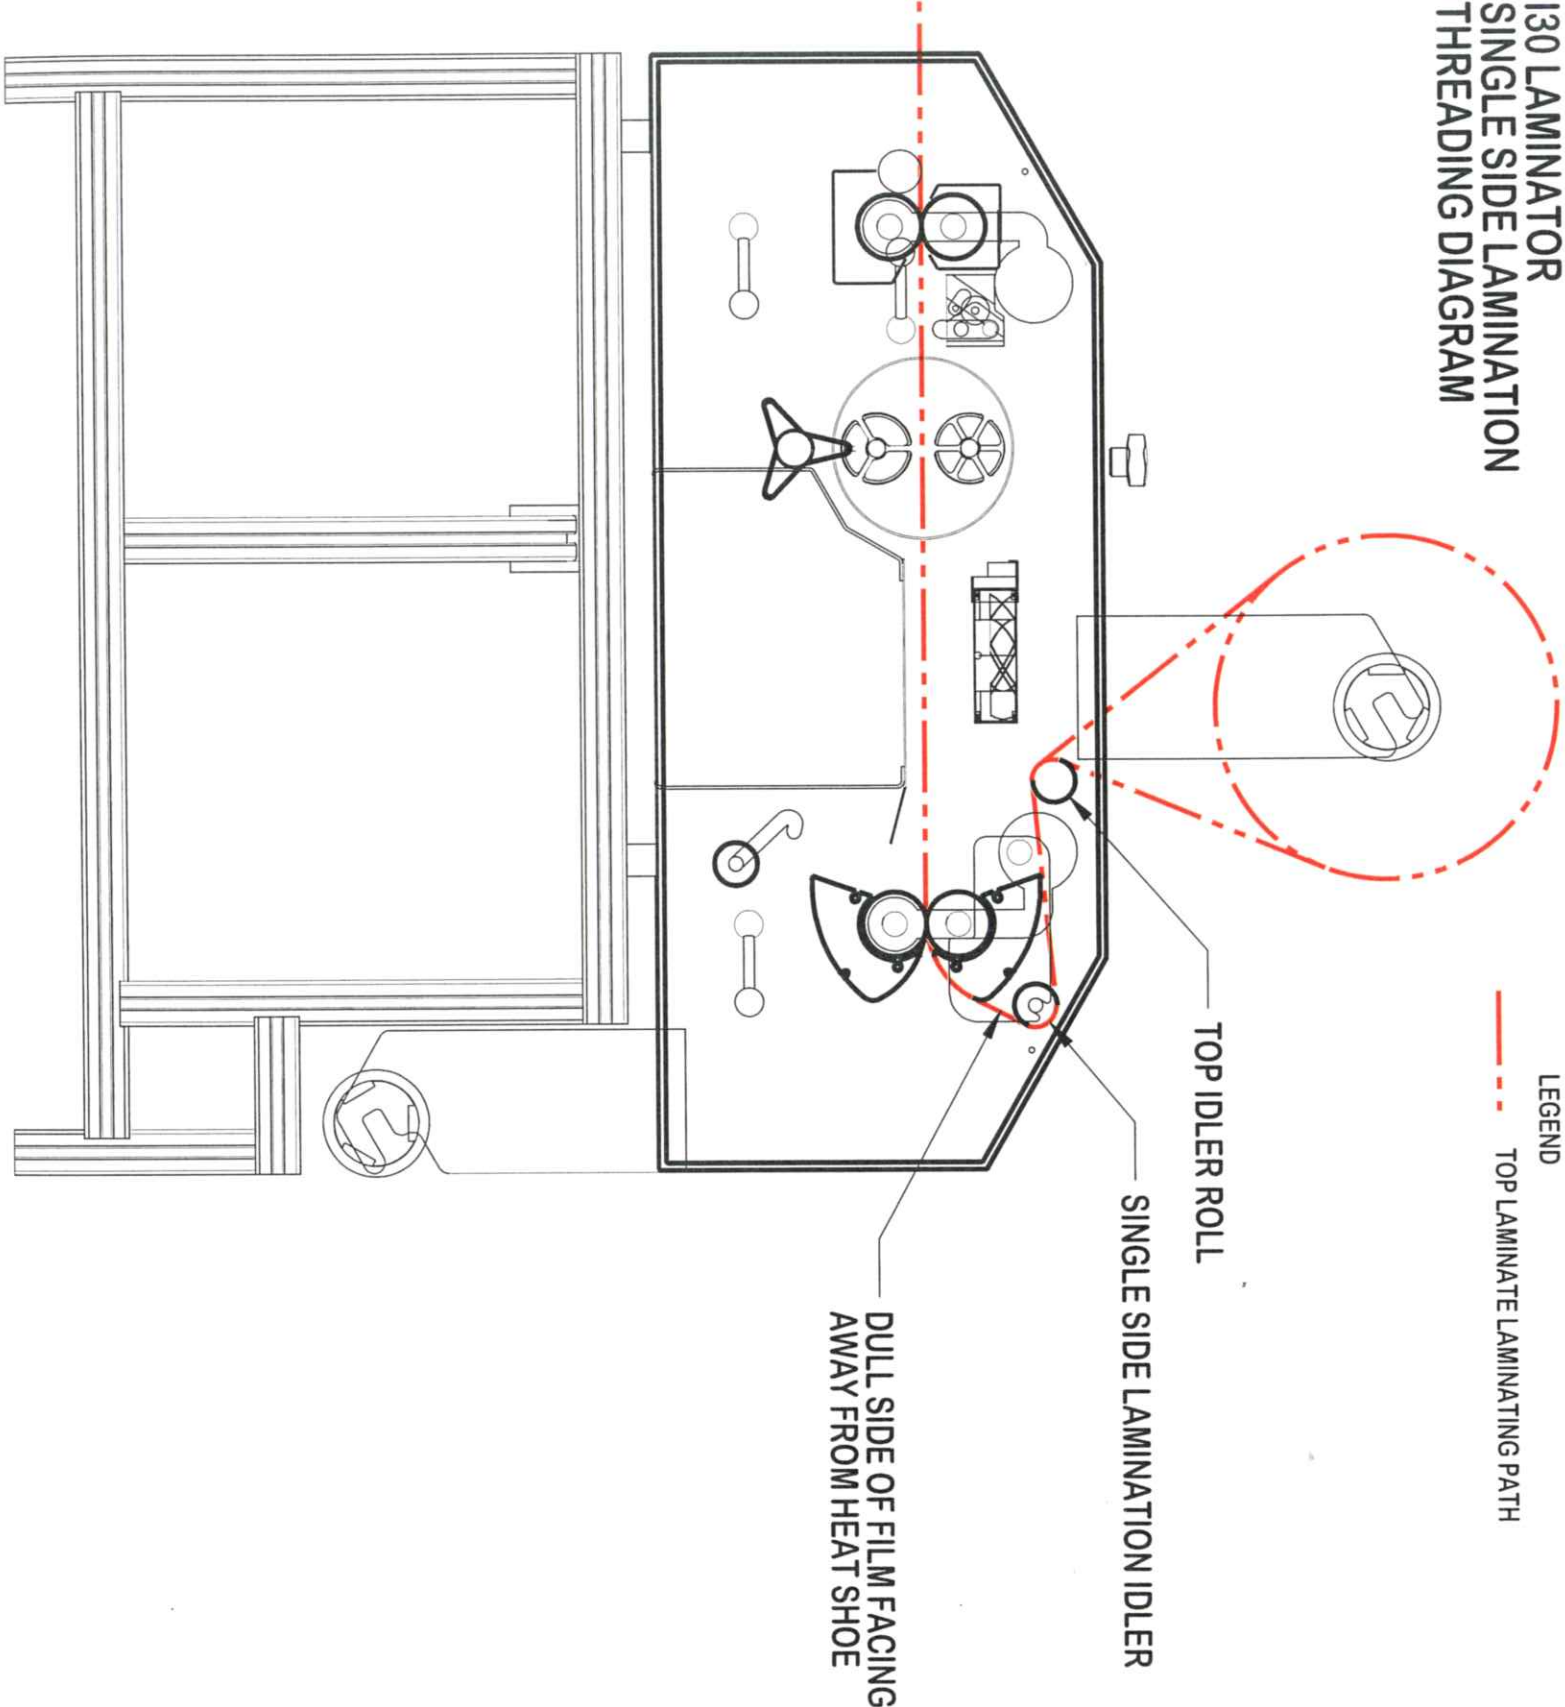 I30 LAMINATOR
SINGLE SIDE LAMINATION
THREADING DIAGRAM
LEGEND
TOP LAMINATE LAMINATING PATH
TOP IDLER ROLL
SINGLE SIDE LAMINATION IDLER
DULL SIDE OF FILM FACING
AWAY FROM HEAT SHOE